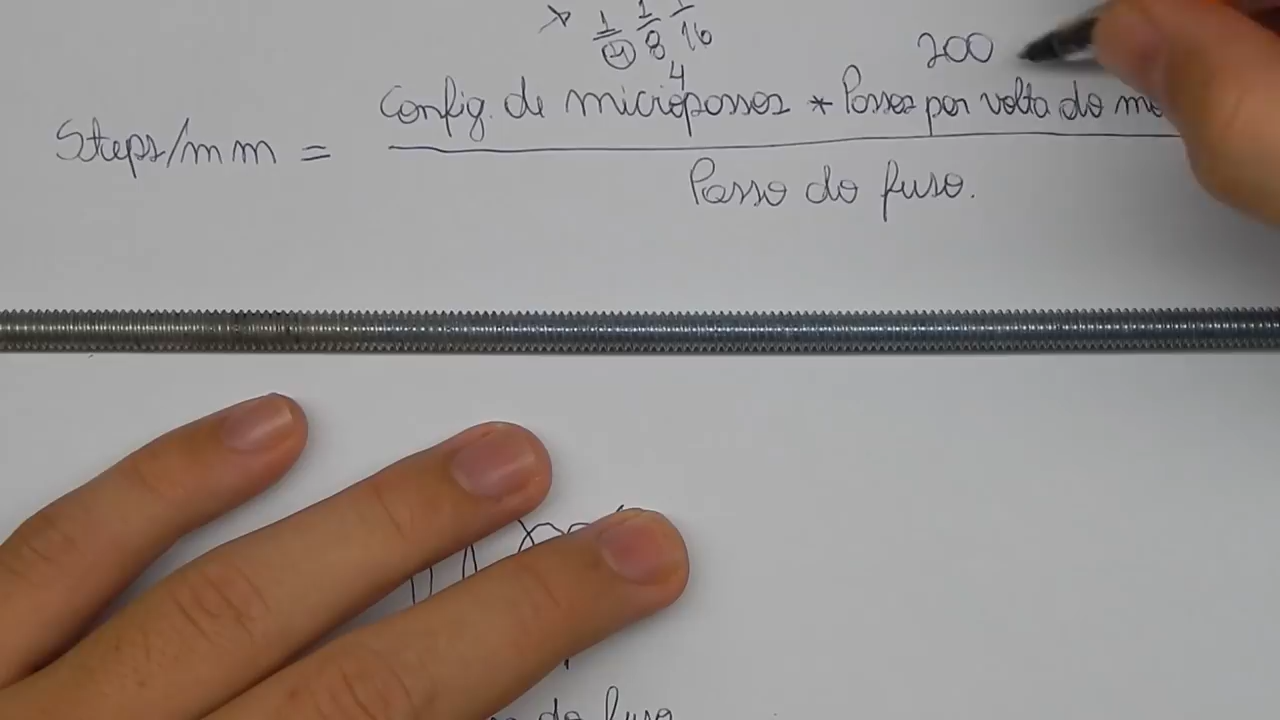 1/4 1/8 1/16
4 200
Config. de micropossos * Passos por volta do mo
Steps/mm =
Passo do fuso.
do fuso